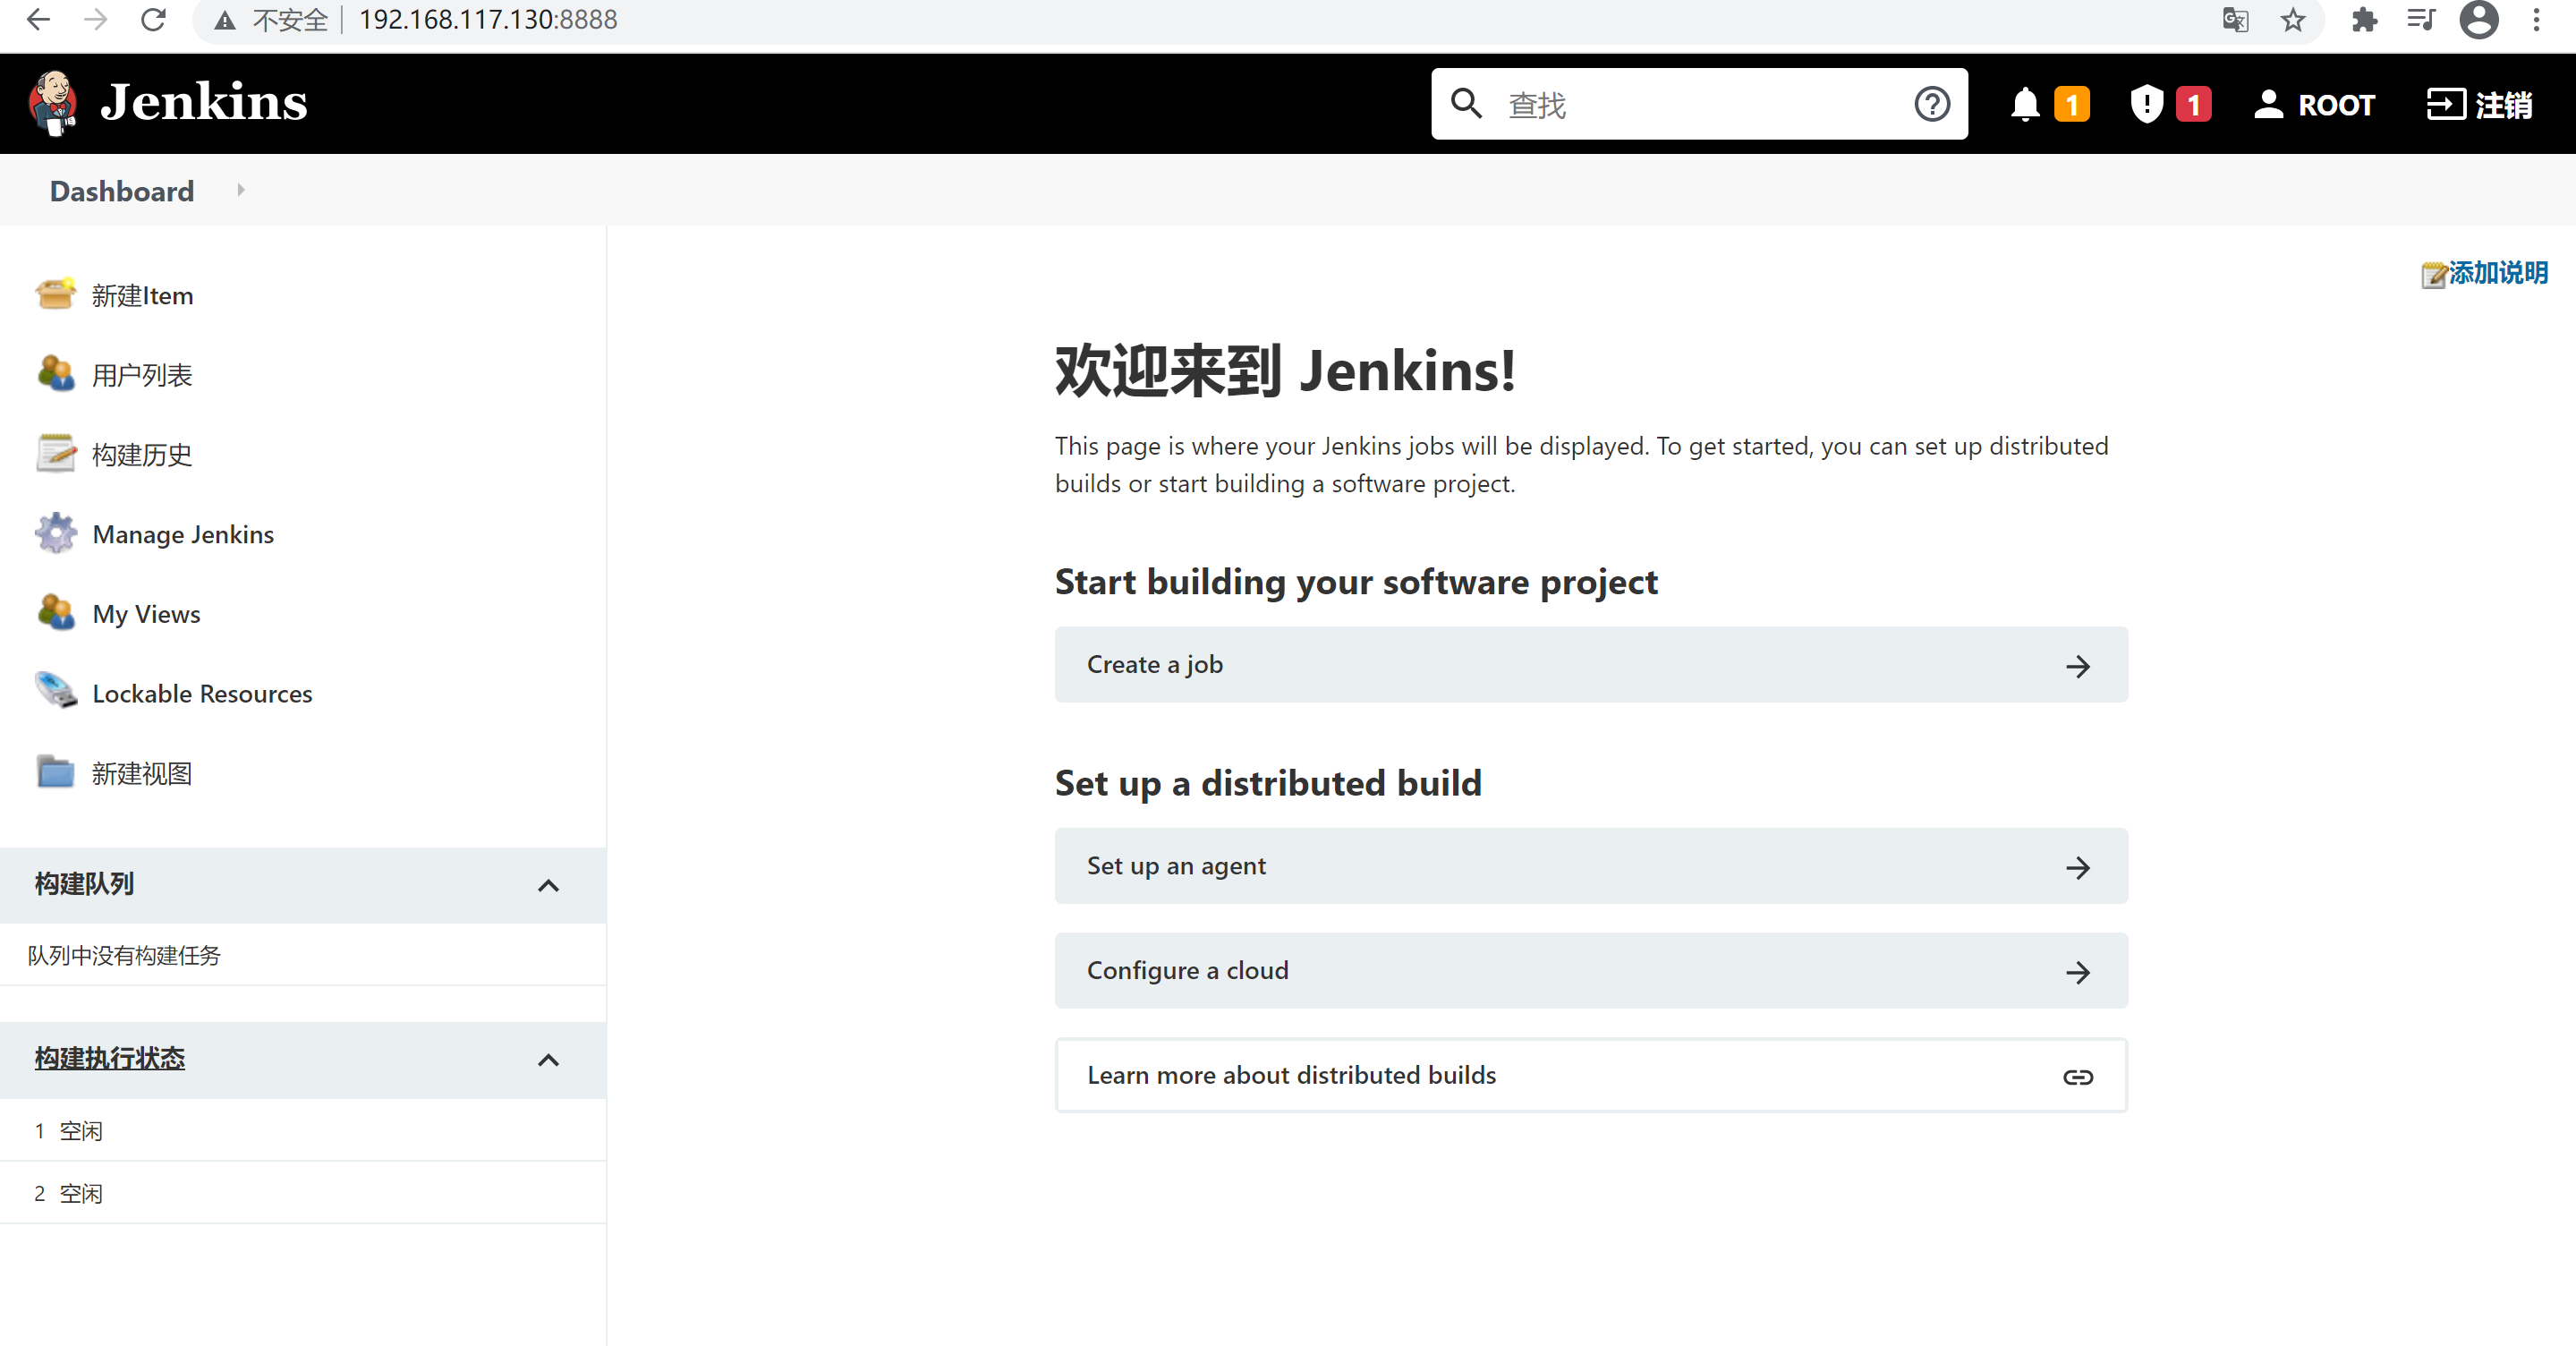 不安全 192.168.117.130:8888
Jenkins
查找
1
1
ROOT
注销
Dashboard
新建Item
用户列表
构建历史
Manage Jenkins
My Views
Lockable Resources
新建视图
构建队列
队列中没有构建任务
构建执行状态
1 空闲
2 空闲
添加说明
欢迎来到 Jenkins!
This page is where your Jenkins jobs will be displayed. To get started, you can set up distributed
builds or start building a software project.
Start building your software project
Create a job
Set up a distributed build
Set up an agent
Configure a cloud
Learn more about distributed builds